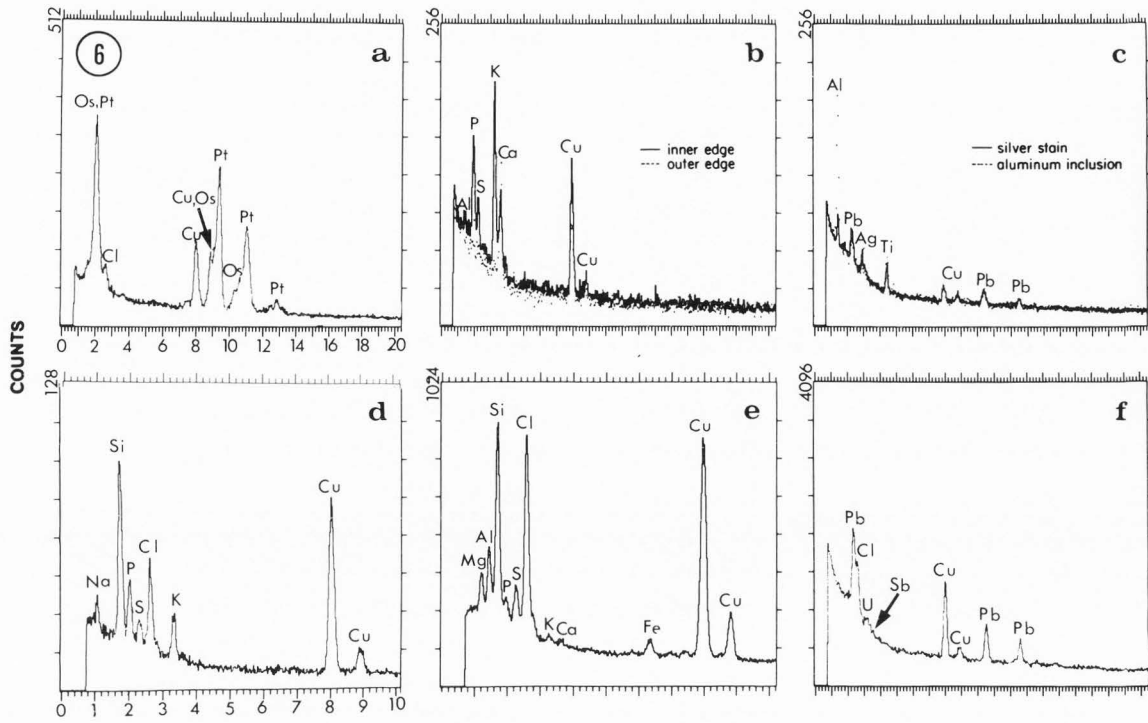 COUNTS
512
6
a
Os,Pt
Cl
Cu
Cu,Os
Pt
Os
Pt
Pt
0 2 4 6 8 10 12 14 16 18 20
256
b
Al
P
S
K
Ca
Cu
Cu
inner edge
outer edge
256
c
Al
Pb
Ag
Ti
Cu
Pb
Pb
silver stain
aluminum inclusion
128
d
Na
Si
P
S
Cl
K
Cu
Cu
0 1 2 3 4 5 6 7 8 9 10
1024
e
Mg
Al
Si
P
S
Cl
K
Ca
Fe
Cu
Cu
4096
f
Pb
Cl
U
Sb
Cu
Cu
Pb
Pb